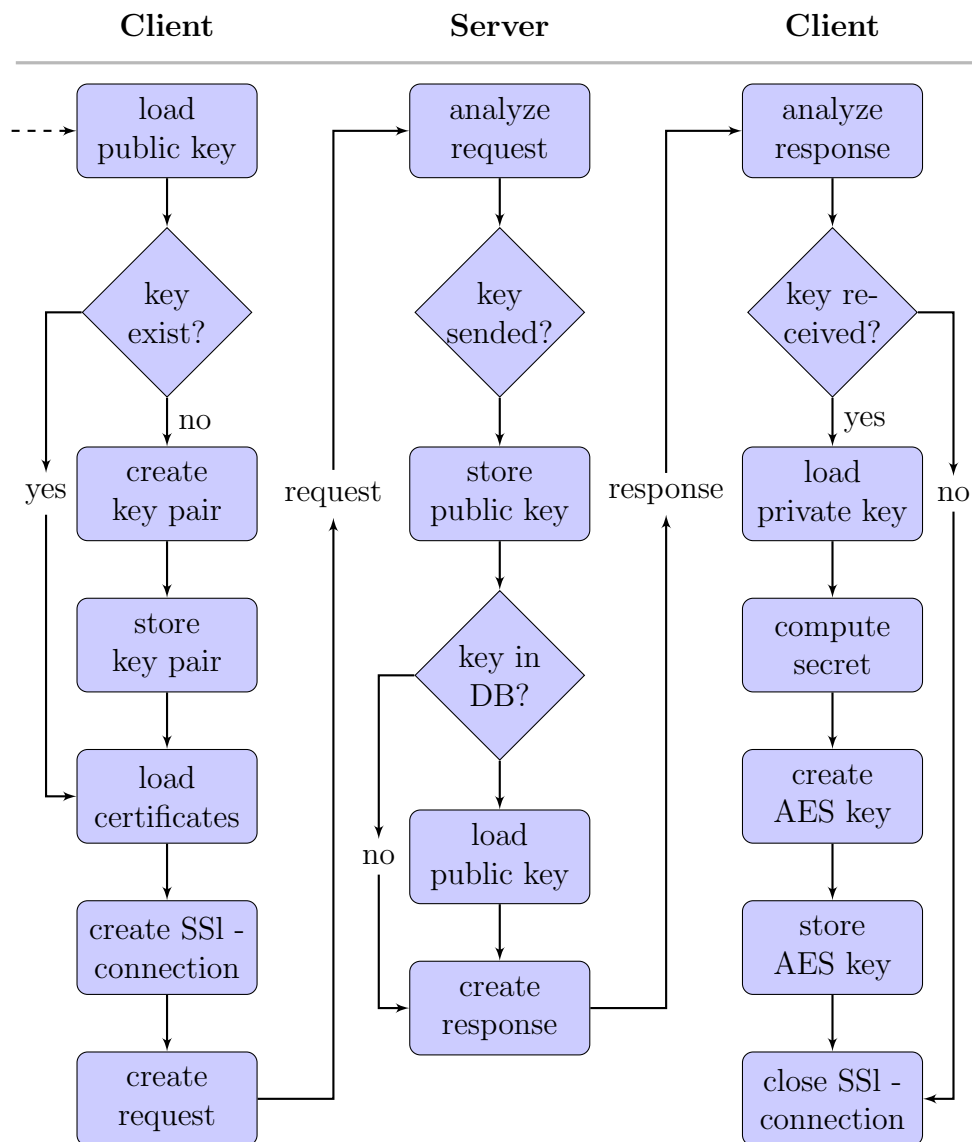 Client
load
public key
key
exist?
no
yes
create
key pair
store
key pair
load
certificates
create SSl -
connection
create
request
request
Server
analyze
request
key
sended?
store
public key
key in
DB?
no
load
public key
create
response
response
Client
analyze
response
key re-
ceived?
yes
no
load
private key
compute
secret
create
AES key
store
AES key
close SSl -
connection